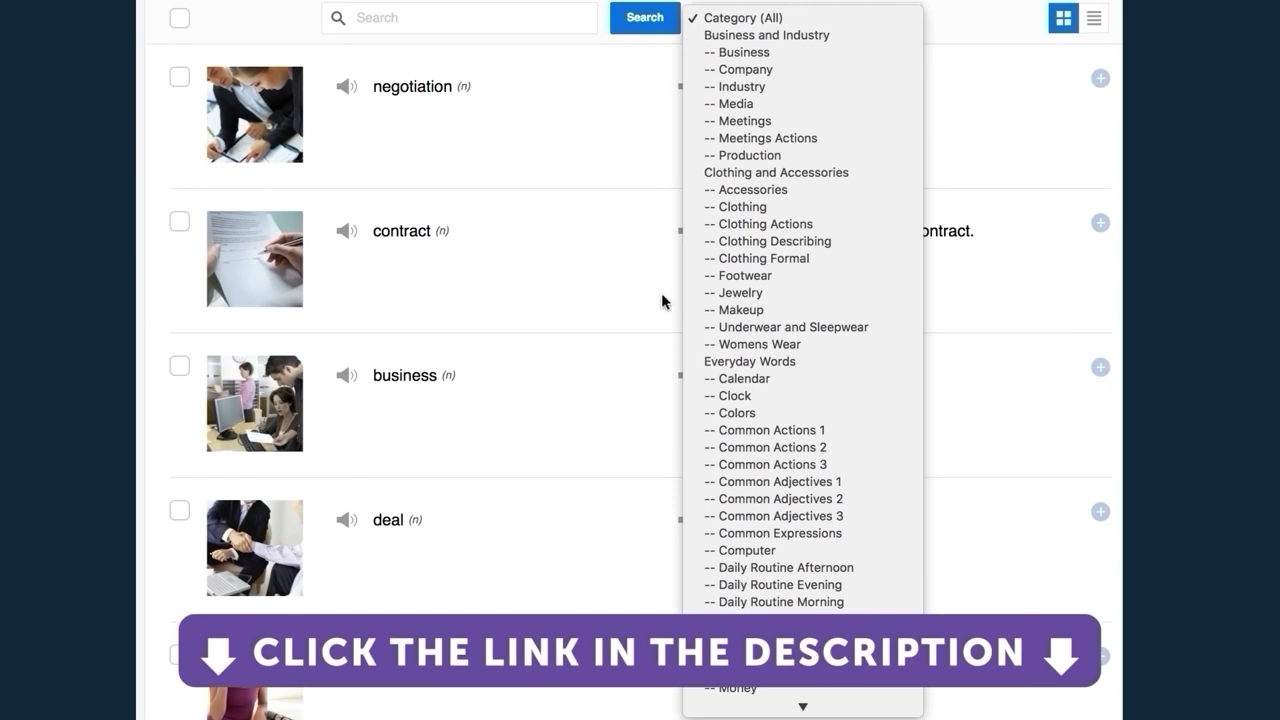 Search
Search
✓ Category (All)
Business and Industry
-- Business
-- Company
-- Industry
-- Media
-- Meetings
-- Meetings Actions
-- Production
Clothing and Accessories
-- Accessories
-- Clothing
-- Clothing Actions
-- Clothing Describing
-- Clothing Formal
-- Footwear
-- Jewelry
-- Makeup
-- Underwear and Sleepwear
-- Womens Wear
Everyday Words
-- Calendar
-- Clock
-- Colors
-- Common Actions 1
-- Common Actions 2
-- Common Actions 3
-- Common Adjectives 1
-- Common Adjectives 2
-- Common Adjectives 3
-- Common Expressions
-- Computer
-- Daily Routine Afternoon
-- Daily Routine Evening
-- Daily Routine Morning
-- Money
negotiation (n)
contract (n)
ontract.
business (n)
deal (n)
CLICK THE LINK IN THE DESCRIPTION